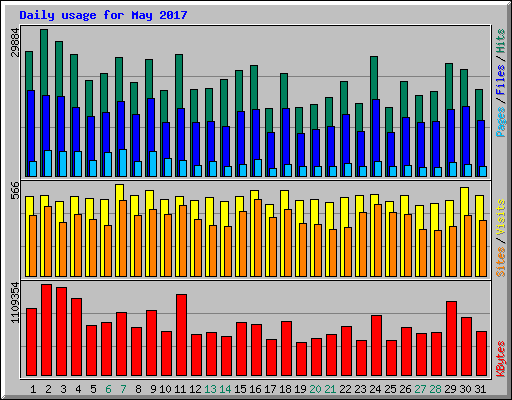 Daily usage for May 2017
29884
Pages / Files / Hits
566
Sites / Visits
1109354
KBytes
1 2 3 4 5 6 7 8 9 10 11 12 13 14 15 16 17 18 19 20 21 22 23 24 25 26 27 28 29 30 31